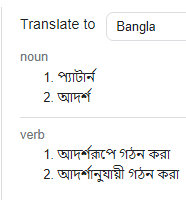 Translate to Bangla
noun
1. প্যাটার্ন
2. আদর্শ
verb
1. আদর্শরূপে গঠন করা
2. আদর্শানুযায়ী গঠন করা